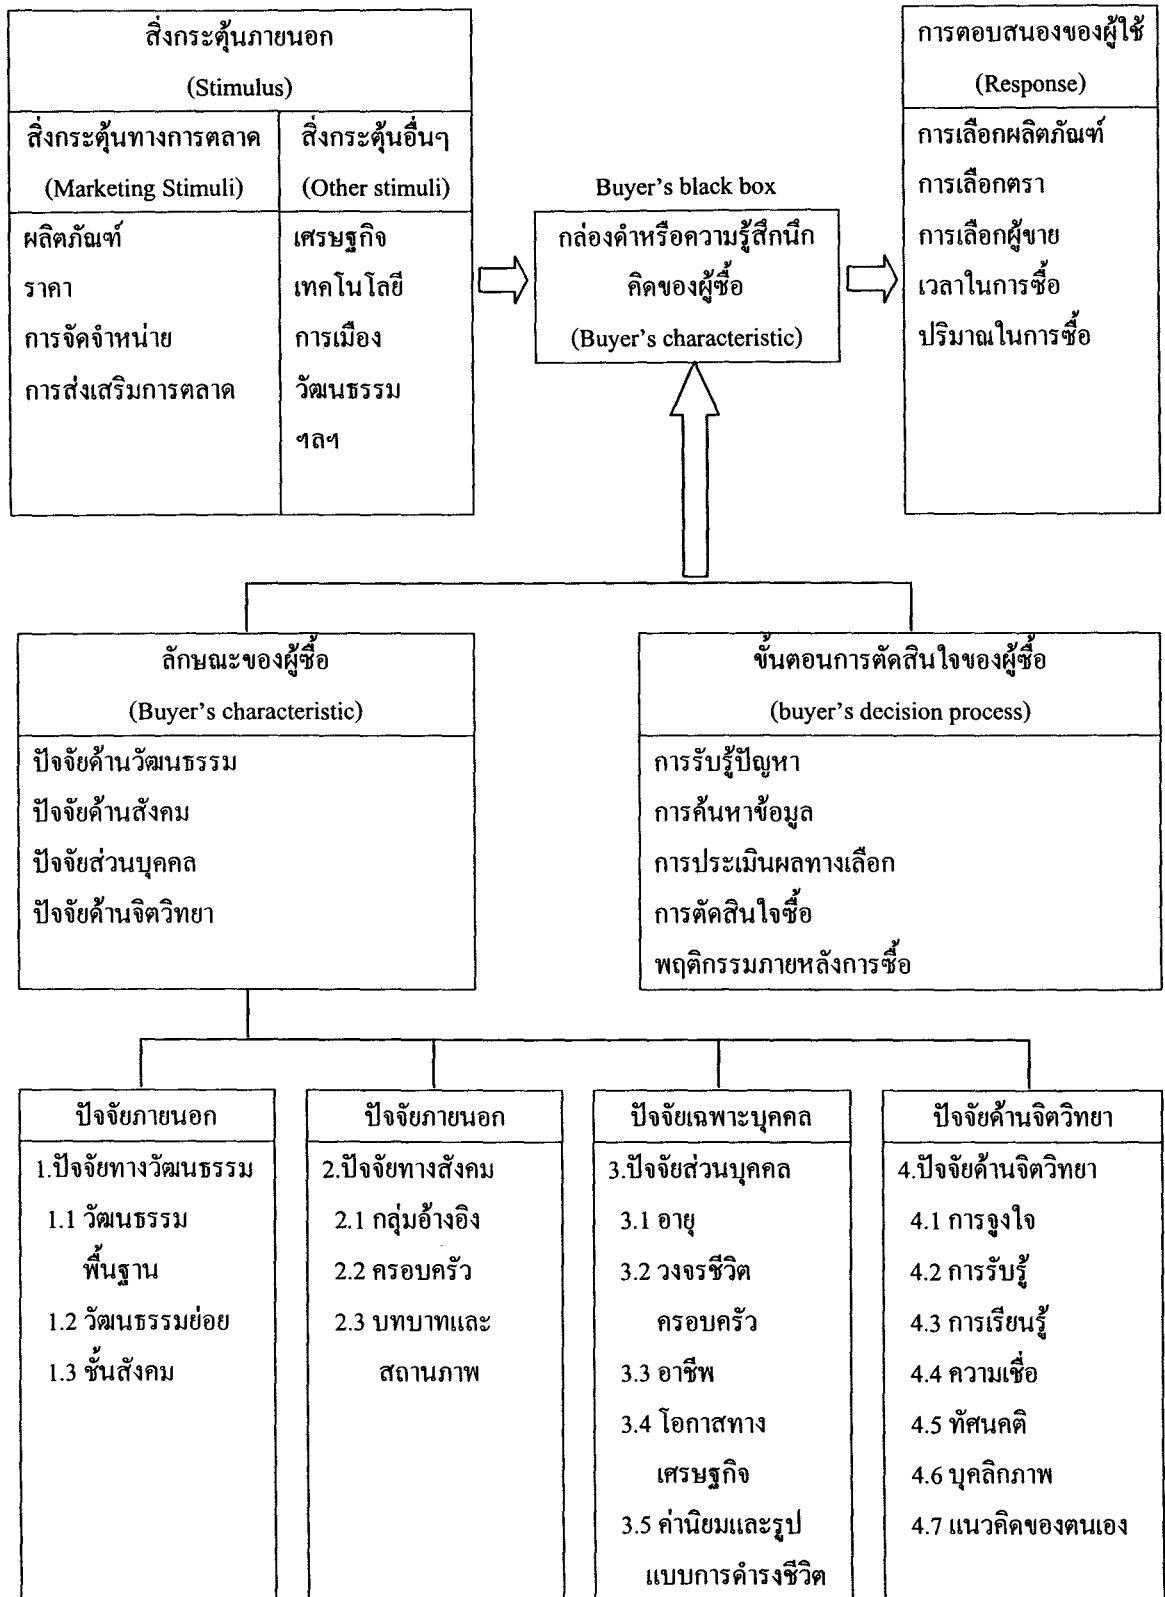 สิ่งกระตุ้นภายนอก
(Stimulus)
สิ่งกระตุ้นทางการตลาด
(Marketing Stimuli)
ผลิตภัณฑ์
ราคา
การจัดจำหน่าย
การส่งเสริมการตลาด
สิ่งกระตุ้นอื่นๆ
(Other stimuli)
เศรษฐกิจ
เทคโนโลยี
การเมือง
วัฒนธรรม
ฯลฯ
Buyer's black box
กล่องดำหรือความรู้สึกนึก
คิดของผู้ซื้อ
(Buyer's characteristic)
การตอบสนองของผู้ใช้
(Response)
การเลือกผลิตภัณฑ์
การเลือกตรา
การเลือกผู้ขาย
เวลาในการซื้อ
ปริมาณในการซื้อ
ลักษณะของผู้ซื้อ
(Buyer's characteristic)
ปัจจัยด้านวัฒนธรรม
ปัจจัยด้านสังคม
ปัจจัยส่วนบุคคล
ปัจจัยด้านจิตวิทยา
ขั้นตอนการตัดสินใจของผู้ซื้อ
(buyer's decision process)
การรับรู้ปัญหา
การค้นหาข้อมูล
การประเมินผลทางเลือก
การตัดสินใจซื้อ
พฤติกรรมภายหลังการซื้อ
ปัจจัยภายนอก
1.ปัจจัยทางวัฒนธรรม
1.1 วัฒนธรรม
พื้นฐาน
1.2 วัฒนธรรมย่อย
1.3 ชั้นสังคม
ปัจจัยภายนอก
2.ปัจจัยทางสังคม
2.1 กลุ่มอ้างอิง
2.2 ครอบครัว
2.3 บทบาทและ
สถานภาพ
ปัจจัยเฉพาะบุคคล
3.ปัจจัยส่วนบุคคล
3.1 อายุ
3.2 วงจรชีวิต
ครอบครัว
3.3 อาชีพ
3.4 โอกาสทาง
เศรษฐกิจ
3.5 ค่านิยมและรูป
แบบการดำรงชีวิต
ปัจจัยด้านจิตวิทยา
4.ปัจจัยด้านจิตวิทยา
4.1 การจูงใจ
4.2 การรับรู้
4.3 การเรียนรู้
4.4 ความเชื่อ
4.5 ทัศนคติ
4.6 บุคลิกภาพ
4.7 แนวคิดของตนเอง